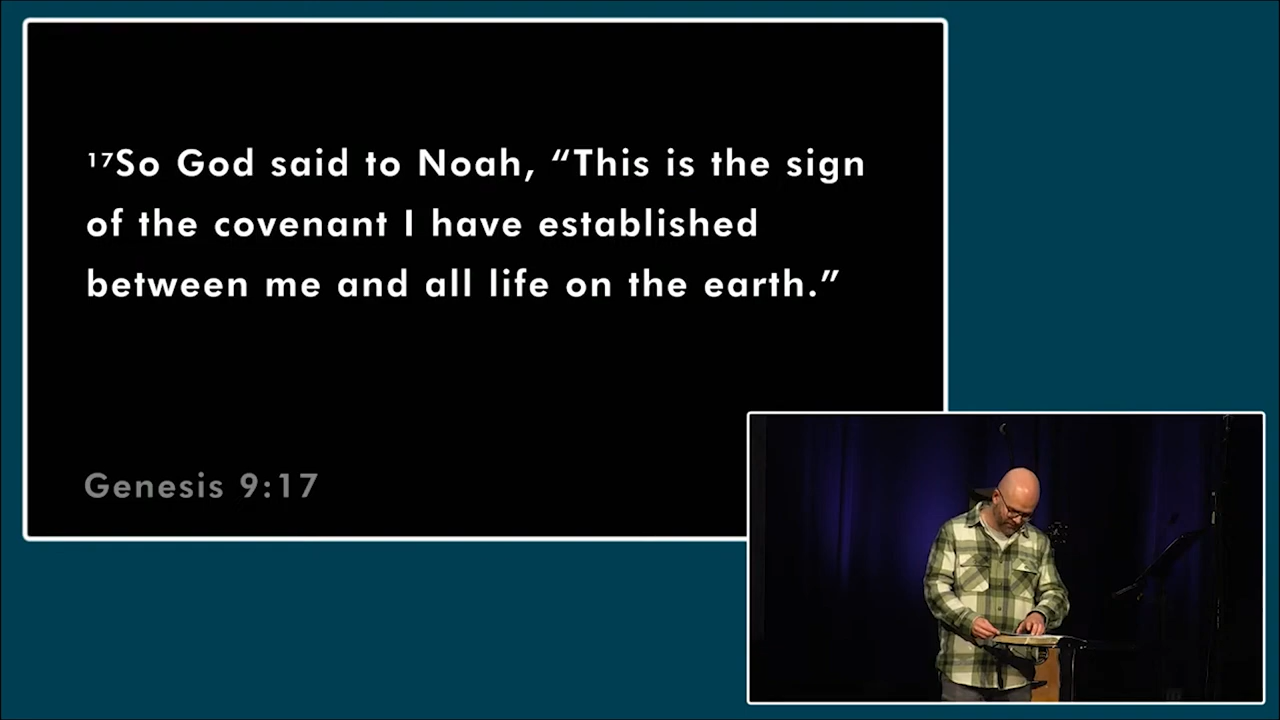 ¹⁷So God said to Noah, “This is the sign
of the covenant I have established
between me and all life on the earth.”
Genesis 9:17